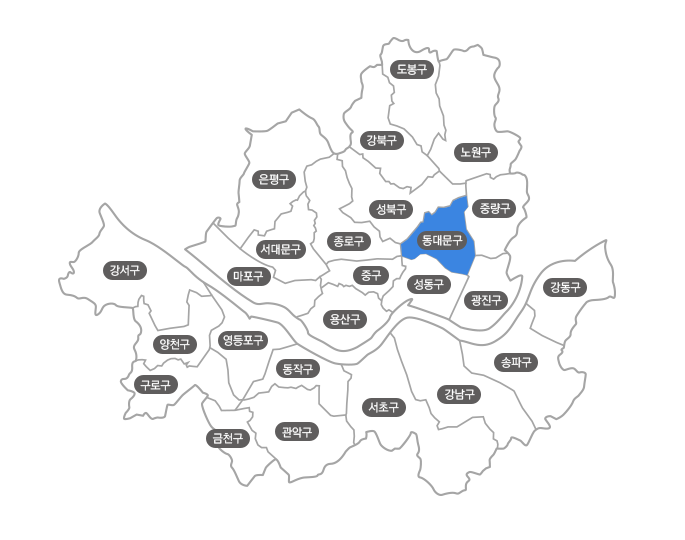 도봉구
강북구
노원구
은평구
성북구
중랑구
동대문구
종로구
서대문구
강서구
마포구
중구
성동구
강동구
광진구
용산구
영등포구
양천구
송파구
동작구
구로구
강남구
서초구
관악구
금천구